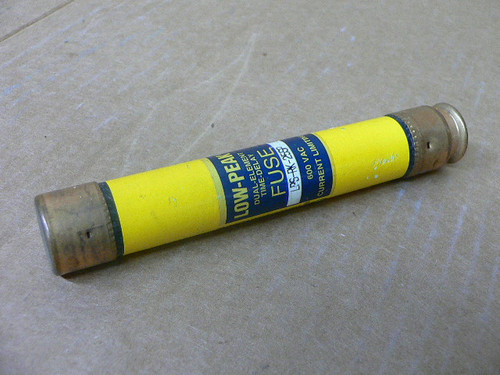 LOW-PEAK
DUAL-ELEMENT
TIME-DELAY
FUSE
600 VAC
CURRENT LIMITING